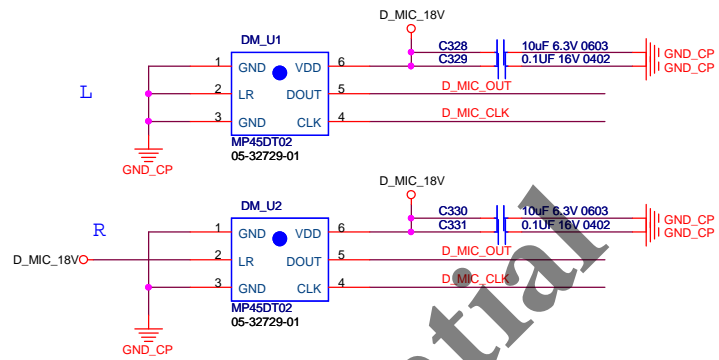 D_MIC_18V
DM_U1
C328 10uF 6.3V 0603
C329 0.1UF 16V 0402
GND_CP
GND_CP
1 GND VDD 6
D_MIC_OUT
L
2 LR DOUT 5
D_MIC_CLK
3 GND CLK 4
MP45DT02
05-32729-01
GND_CP
D_MIC_18V
DM_U2
C330 10uF 6.3V 0603
C331 0.1UF 16V 0402
GND_CP
GND_CP
R
1 GND VDD 6
D_MIC_OUT
D_MIC_18V
2 LR DOUT 5
D_MIC_CLK
3 GND CLK 4
MP45DT02
05-32729-01
GND_CP
ntial